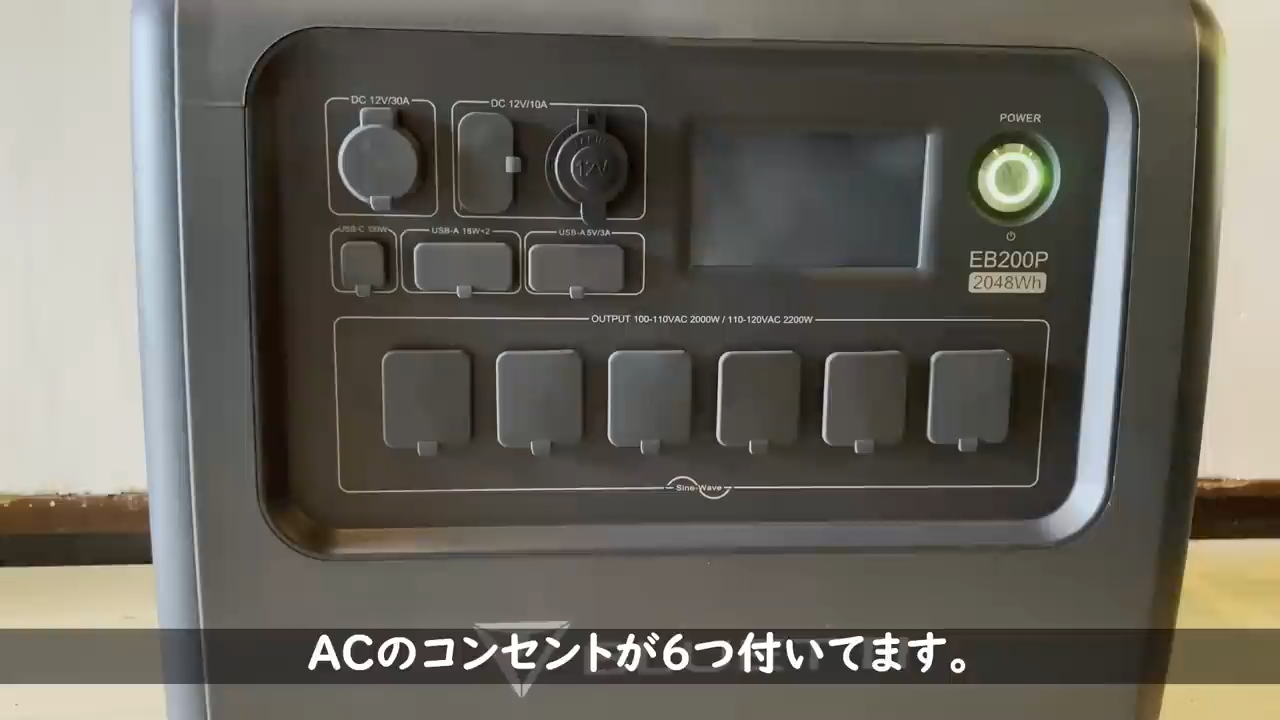 DC 12V/30A
DC 12V/10A
12V
POWER
USB-C 100W
USB-A 18W×2
USB-A 5V/3A
EB200P
2048Wh
OUTPUT 100-110VAC 2000W / 110-120VAC 2200W
Sine-Wave
ACのコンセントが6つ付いてます。